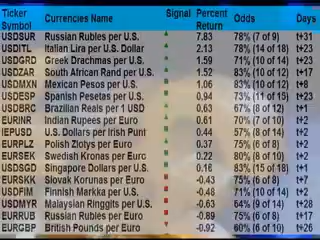 Ticker Symbol Currencies Name Signal Percent Return Odds Days
USDSUR Russian Rubles per U.S. 7.83 78% (7 of 9) t+31
USDITL Italian Lira per U.S. Dollar 2.13 78% (14 of 18) t+23
USDGRD Greek Drachmas per U.S. 1.59 71% (10 of 14) t+23
USDZAR South African Rand per U.S. 1.52 83% (10 of 12) t+17
USDMXN Mexican Pesos per U.S. 1.06 83% (10 of 12) t+8
USDESP Spanish Pesetas per U.S. 0.94 73% (11 of 15) t+23
USDBRC Brazilian Reals per 1 USD 0.63 67% (8 of 12) t+1
EURINR Indian Rupees per Euro 0.61 70% (7 of 10) t+2
IEPUSD U.S. Dollars per Irish Punt 0.44 57% (8 of 14) t+2
EURPLZ Polish Zlotys per Euro 0.37 75% (6 of 8) t+2
EURSEK Swedish Kronas per Euro 0.22 80% (8 of 10) t+2
USDSGD Singapore Dollars per U.S. 0.16 83% (15 of 18) t+1
EURSKK Slovak Korunas per Euro -0.43 75% (6 of 8) t+7
USDFIM Finnish Markka per U.S. -0.48 71% (10 of 14) t+2
USDMYR Malaysian Ringgits per U.S. -0.63 64% (9 of 14) t+28
EURRUB Russian Rubles per Euro -0.89 75% (6 of 8) t+17
EURGBP British Pounds per Euro -0.92 60% (6 of 10) t+26